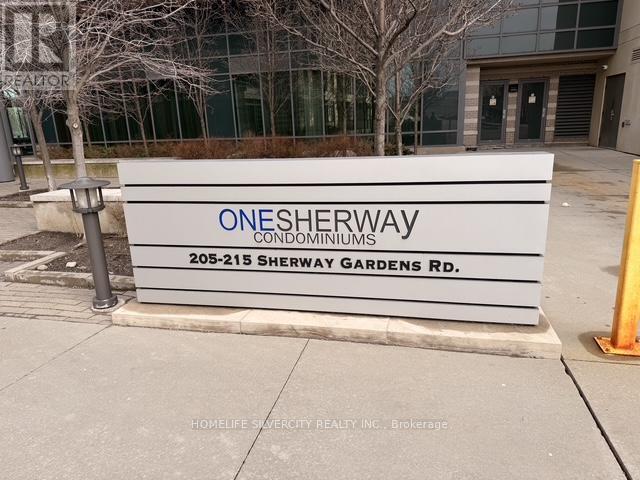 REALTOR®
ONESHERWAY
CONDOMINIUMS
205-215 SHERWAY GARDENS RD.
HOMELIFE SILVERCITY REALTY INC., Brokerage